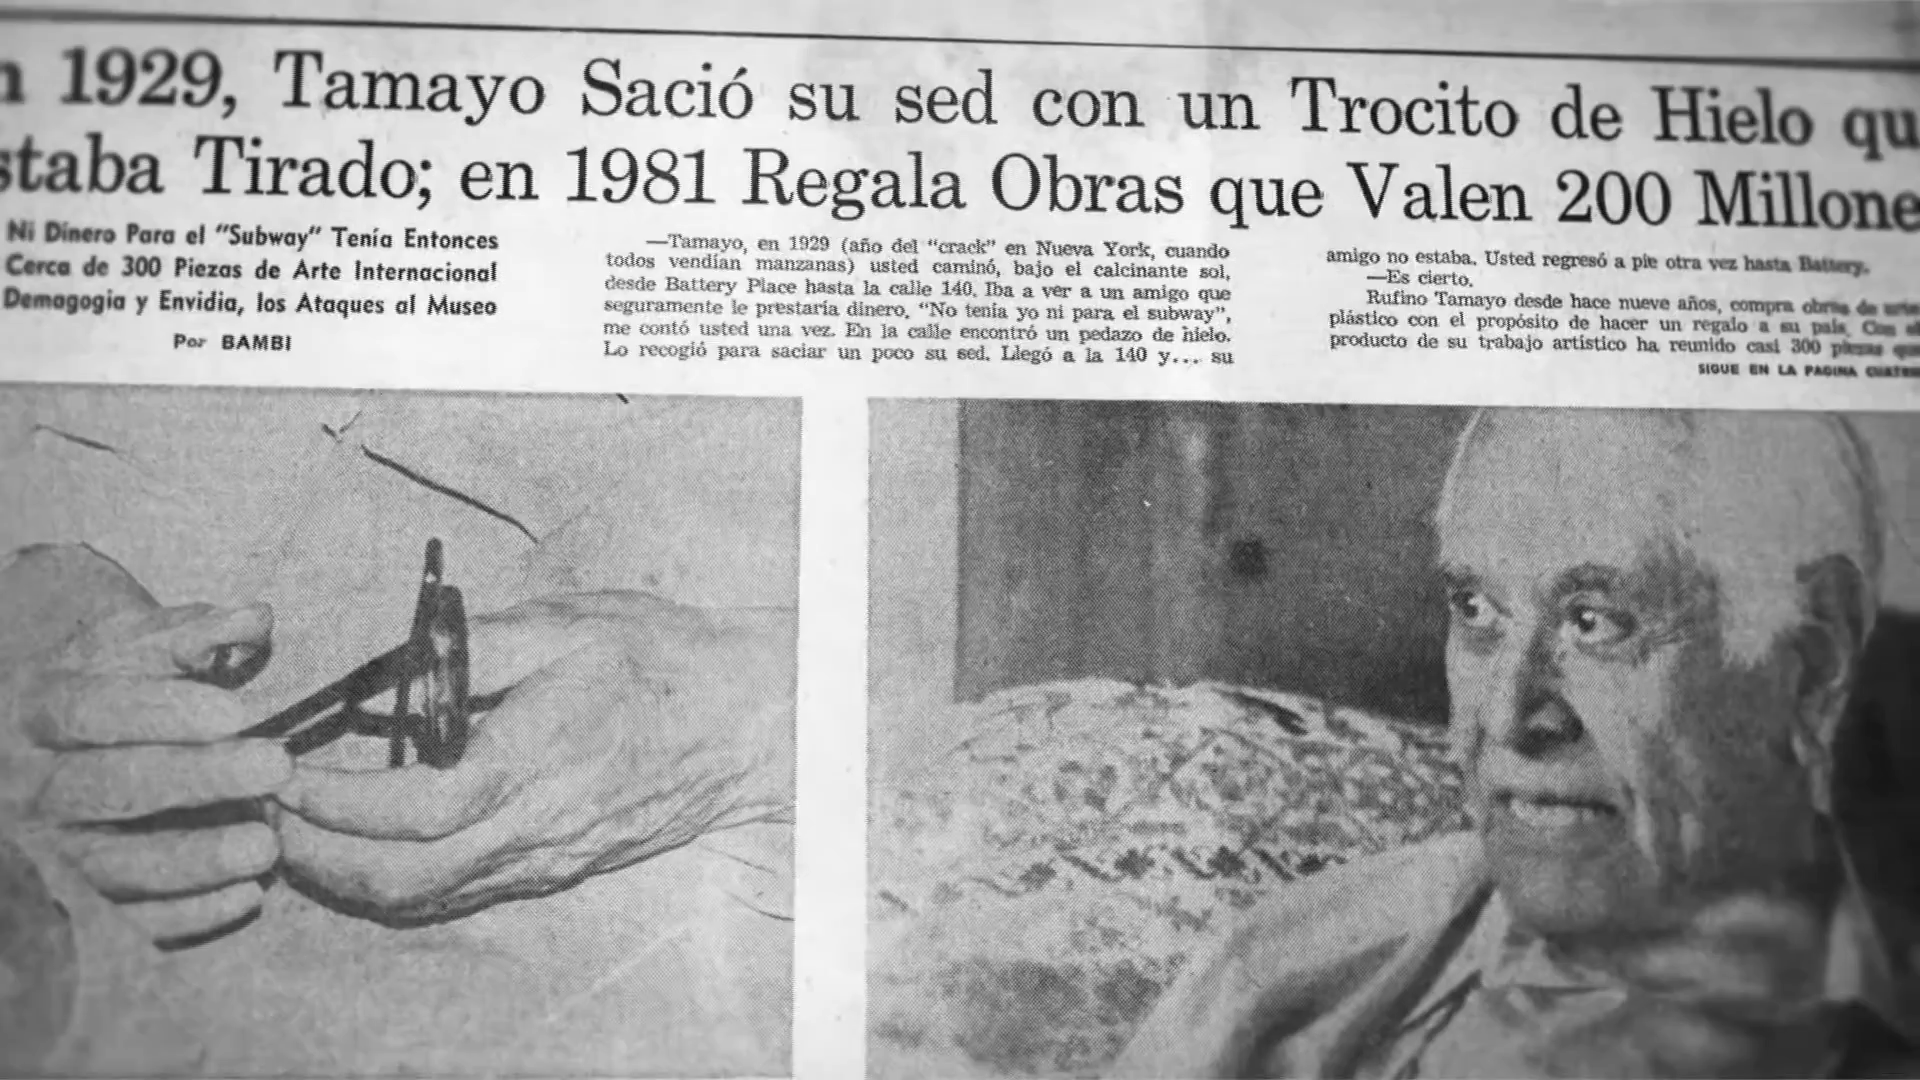 n 1929, Tamayo Sació su sed con un Trocito de Hielo qu
staba Tirado; en 1981 Regala Obras que Valen 200 Millone
Ni Dinero Para el "Subway" Tenía Entonces
Cerca de 300 Piezas de Arte Internacional
Demagogia y Envidia, los Ataques al Museo
Por BAMBI
—Tamayo, en 1929 (año del "crack" en Nueva York, cuando
todos vendían manzanas) usted caminó, bajo el calcinante sol,
desde Battery Place hasta la calle 140. Iba a ver a un amigo que
seguramente le prestaría dinero. "No tenía yo ni para el subway",
me contó usted una vez. En la calle encontró un pedazo de hielo.
Lo recogió para saciar un poco su sed. Llegó a la 140 y... su
amigo no estaba. Usted regresó a pie otra vez hasta Battery.
—Es cierto.
Rufino Tamayo desde hace nueve años, compra obras de arte
plástico con el propósito de hacer un regalo a su país. Con el
producto de su trabajo artístico ha reunido casi 300 piezas que
SIGUE EN LA PAGINA CUATRO